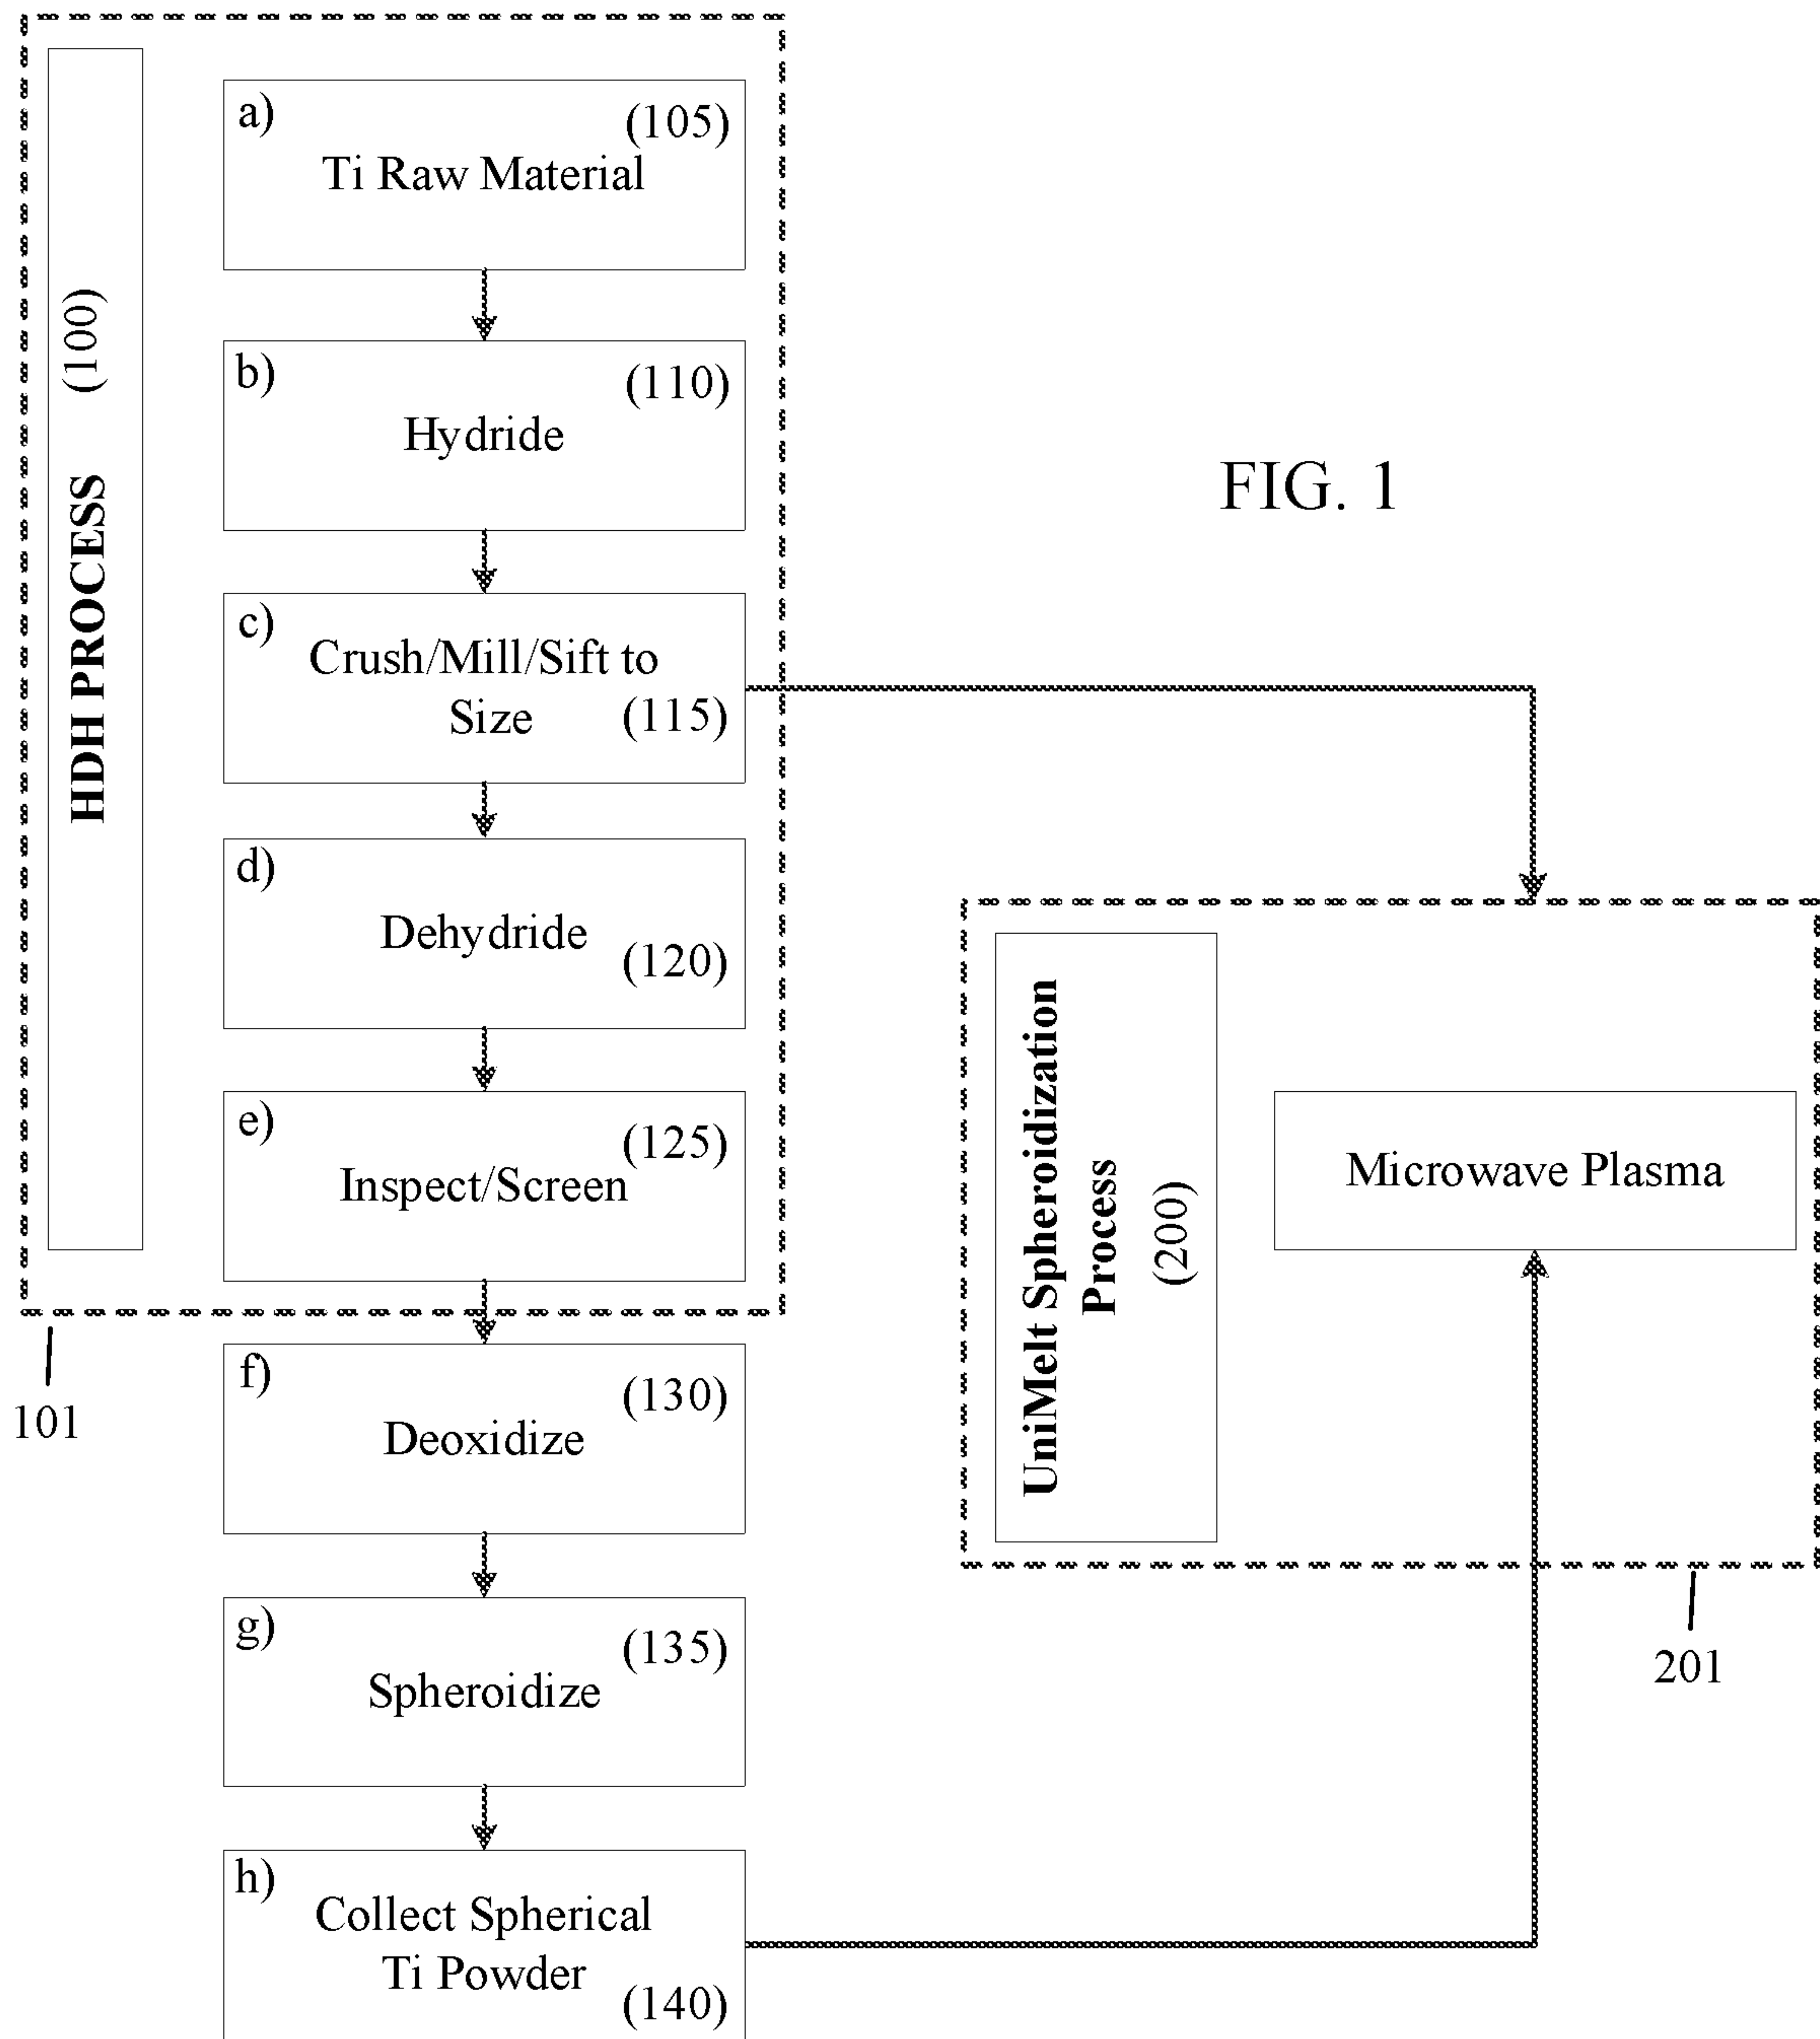 HDH PROCESS (100)
a)
(105)
Ti Raw Material
b)
(110)
Hydride
c)
Crush/Mill/Sift to
Size (115)
d)
Dehydride
(120)
e)
(125)
Inspect/Screen
101
f)
(130)
Deoxidize
g)
(135)
Spheroidize
h)
Collect Spherical
Ti Powder
(140)
FIG. 1
UniMelt Spheroidization
Process
(200)
Microwave Plasma
201